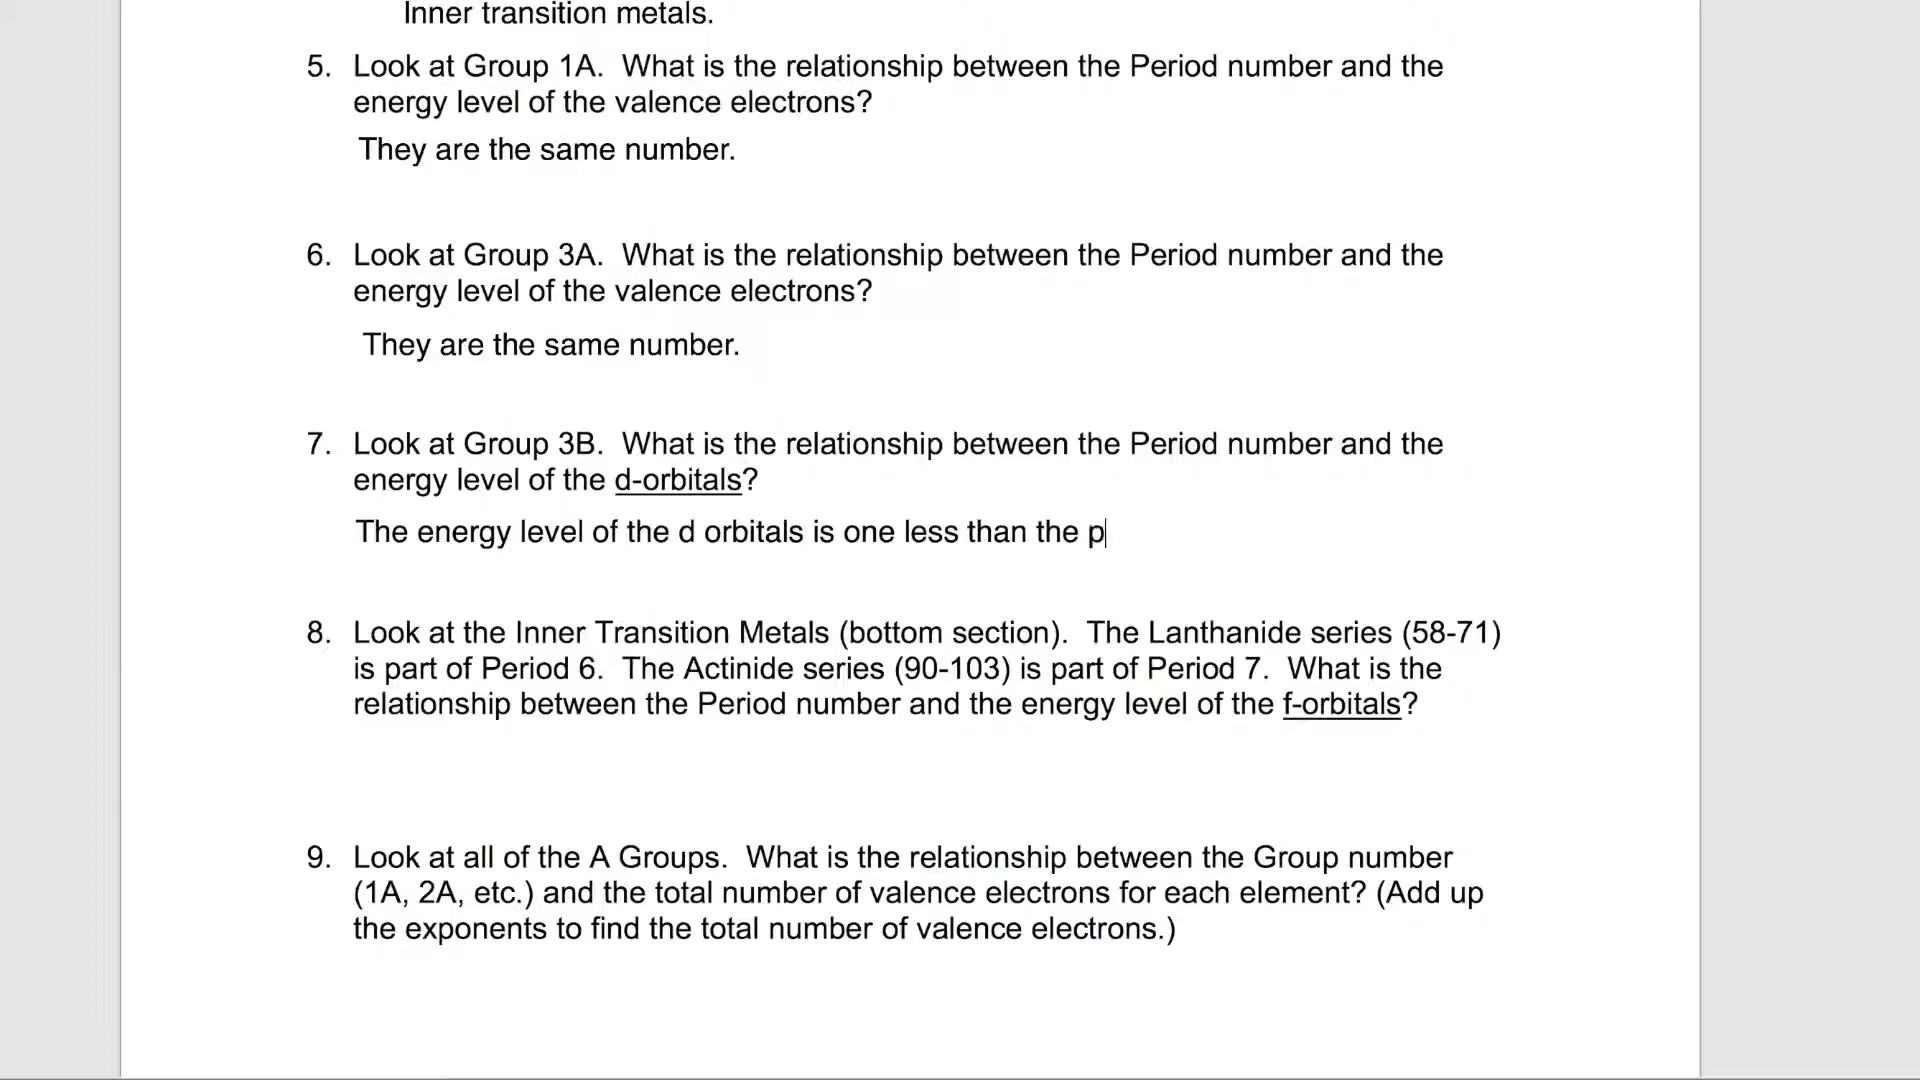 Inner transition metals.
5. Look at Group 1A. What is the relationship between the Period number and the
energy level of the valence electrons?
They are the same number.
6. Look at Group 3A. What is the relationship between the Period number and the
energy level of the valence electrons?
They are the same number.
7. Look at Group 3B. What is the relationship between the Period number and the
energy level of the d-orbitals?
The energy level of the d orbitals is one less than the p
8. Look at the Inner Transition Metals (bottom section). The Lanthanide series (58-71)
is part of Period 6. The Actinide series (90-103) is part of Period 7. What is the
relationship between the Period number and the energy level of the f-orbitals?
9. Look at all of the A Groups. What is the relationship between the Group number
(1A, 2A, etc.) and the total number of valence electrons for each element? (Add up
the exponents to find the total number of valence electrons.)